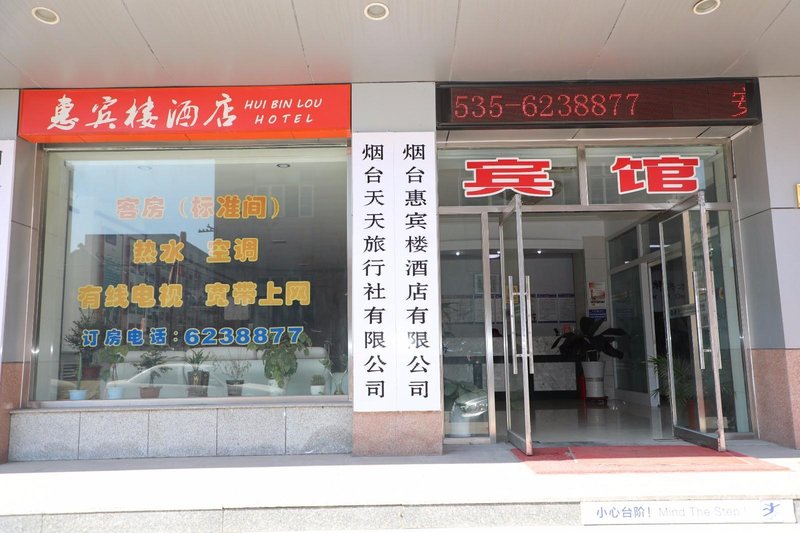 惠宾楼酒店
HUI BIN LOU
HOTEL
535-6238877
宾馆
客房（标准间）
热水 空调
有线电视 宽带上网
订房电话：6238877
烟台天天旅行社有限公司
烟台惠宾楼酒店有限公司
小心台阶！Mind The Step！